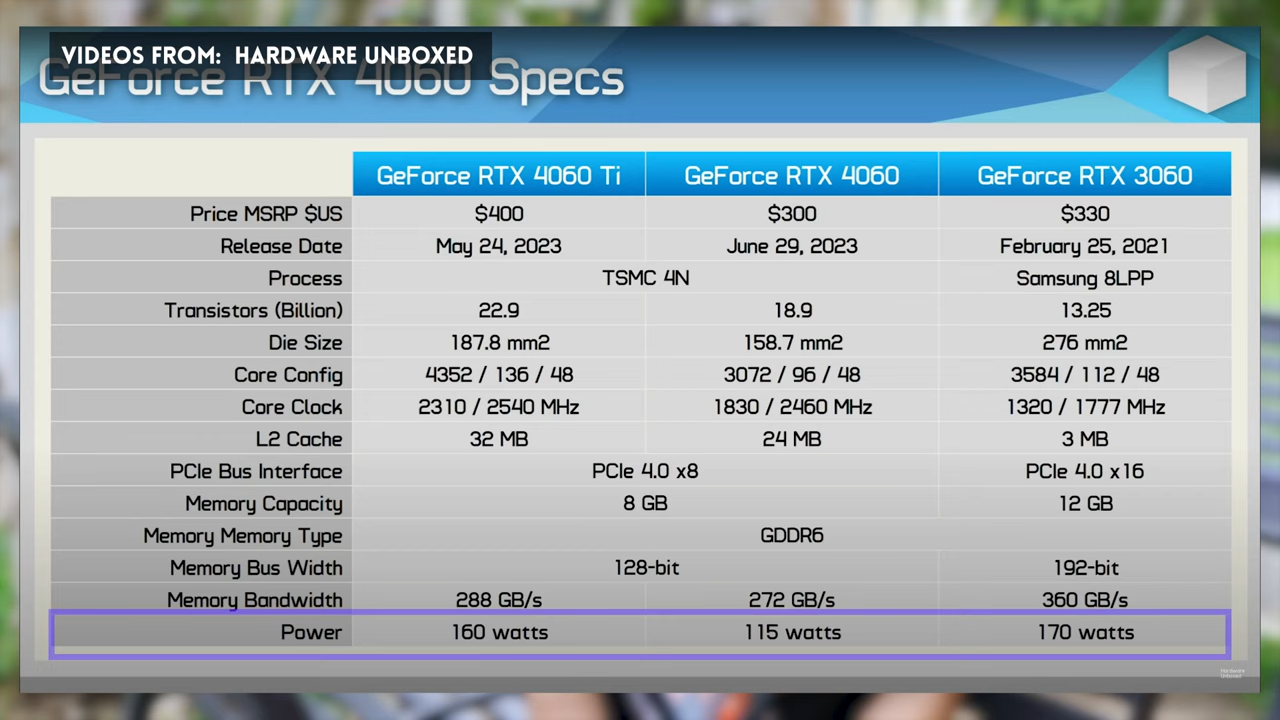 VIDEOS FROM: HARDWARE UNBOXED
GeForce RTX 4060 Specs
GeForce RTX 4060 Ti GeForce RTX 4060 GeForce RTX 3060
Price MSRP $US $400 $300 $330
Release Date May 24, 2023 June 29, 2023 February 25, 2021
Process TSMC 4N Samsung 8LPP
Transistors (Billion) 22.9 18.9 13.25
Die Size 187.8 mm2 158.7 mm2 276 mm2
Core Config 4352 / 136 / 48 3072 / 96 / 48 3584 / 112 / 48
Core Clock 2310 / 2540 MHz 1830 / 2460 MHz 1320 / 1777 MHz
L2 Cache 32 MB 24 MB 3 MB
PCIe Bus Interface PCIe 4.0 x8 PCIe 4.0 x16
Memory Capacity 8 GB 12 GB
Memory Memory Type GDDR6
Memory Bus Width 128-bit 192-bit
Memory Bandwidth 288 GB/s 272 GB/s 360 GB/s
Power 160 watts 115 watts 170 watts
Hardware
Unboxed